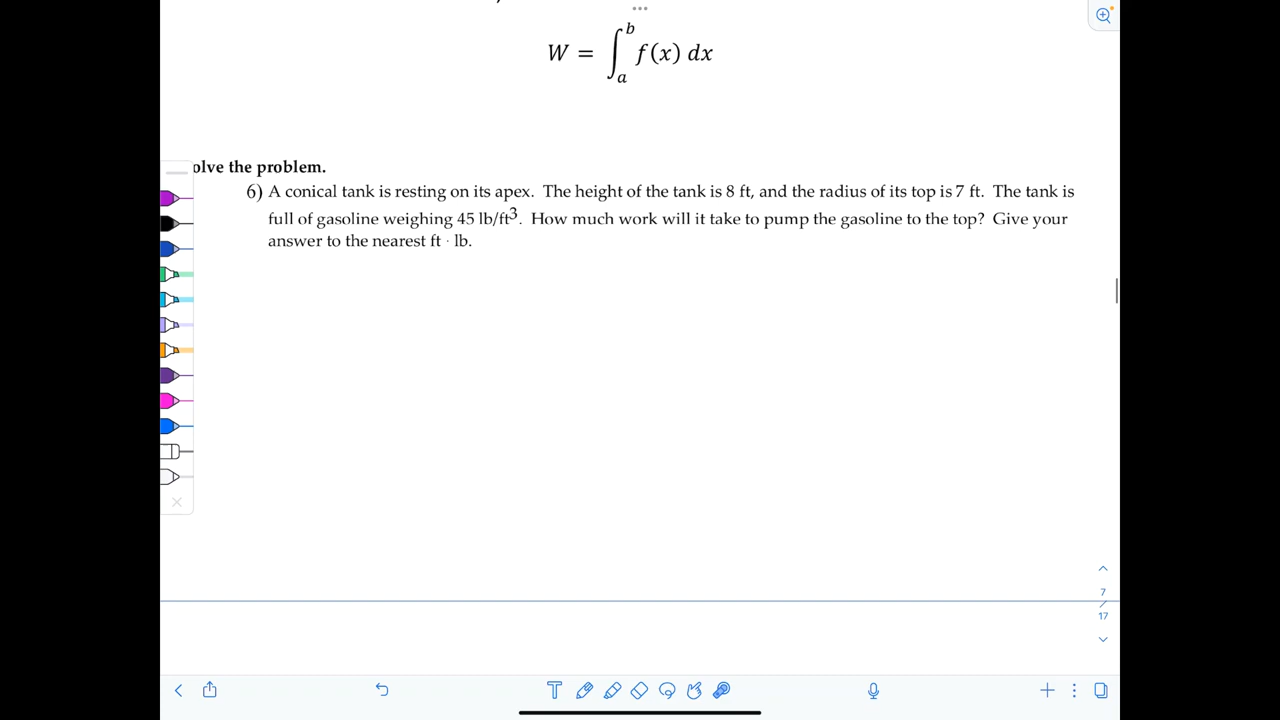 W = ∫_a^b f(x) dx
olve the problem.
6) A conical tank is resting on its apex. The height of the tank is 8 ft, and the radius of its top is 7 ft. The tank is
full of gasoline weighing 45 lb/ft³. How much work will it take to pump the gasoline to the top? Give your
answer to the nearest ft · lb.
7
17